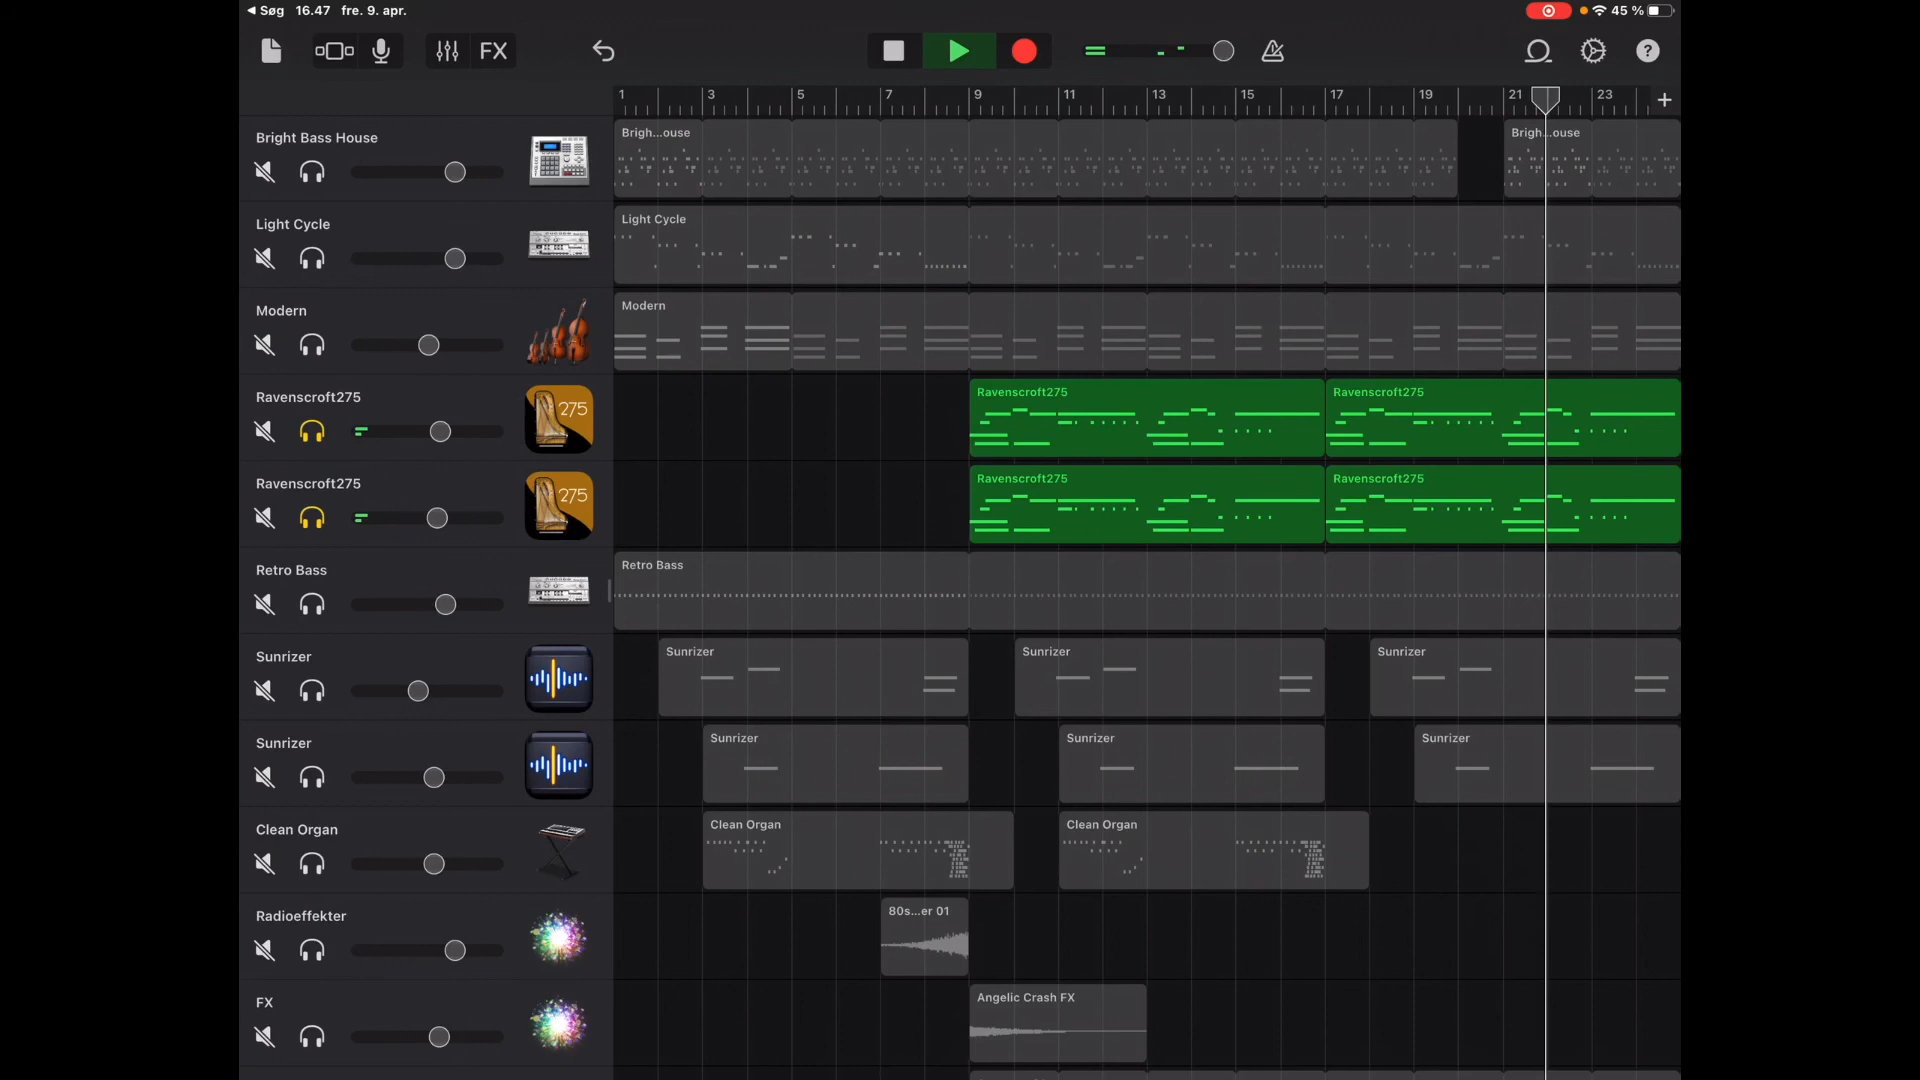 ◀ Søg 16.47 fre. 9. apr. 45 %
FX
1 3 5 7 9 11 13 15 17 19 21 23
Bright Bass House
Brigh...ouse Brigh...ouse
Light Cycle
Light Cycle
Modern
Modern
Ravenscroft275
275
Ravenscroft275 Ravenscroft275
Ravenscroft275
275
Ravenscroft275 Ravenscroft275
Retro Bass
Retro Bass
Sunrizer
Sunrizer Sunrizer Sunrizer
Sunrizer
Sunrizer Sunrizer Sunrizer
Clean Organ
Clean Organ Clean Organ
Radioeffekter
80s...er 01
FX
Angelic Crash FX